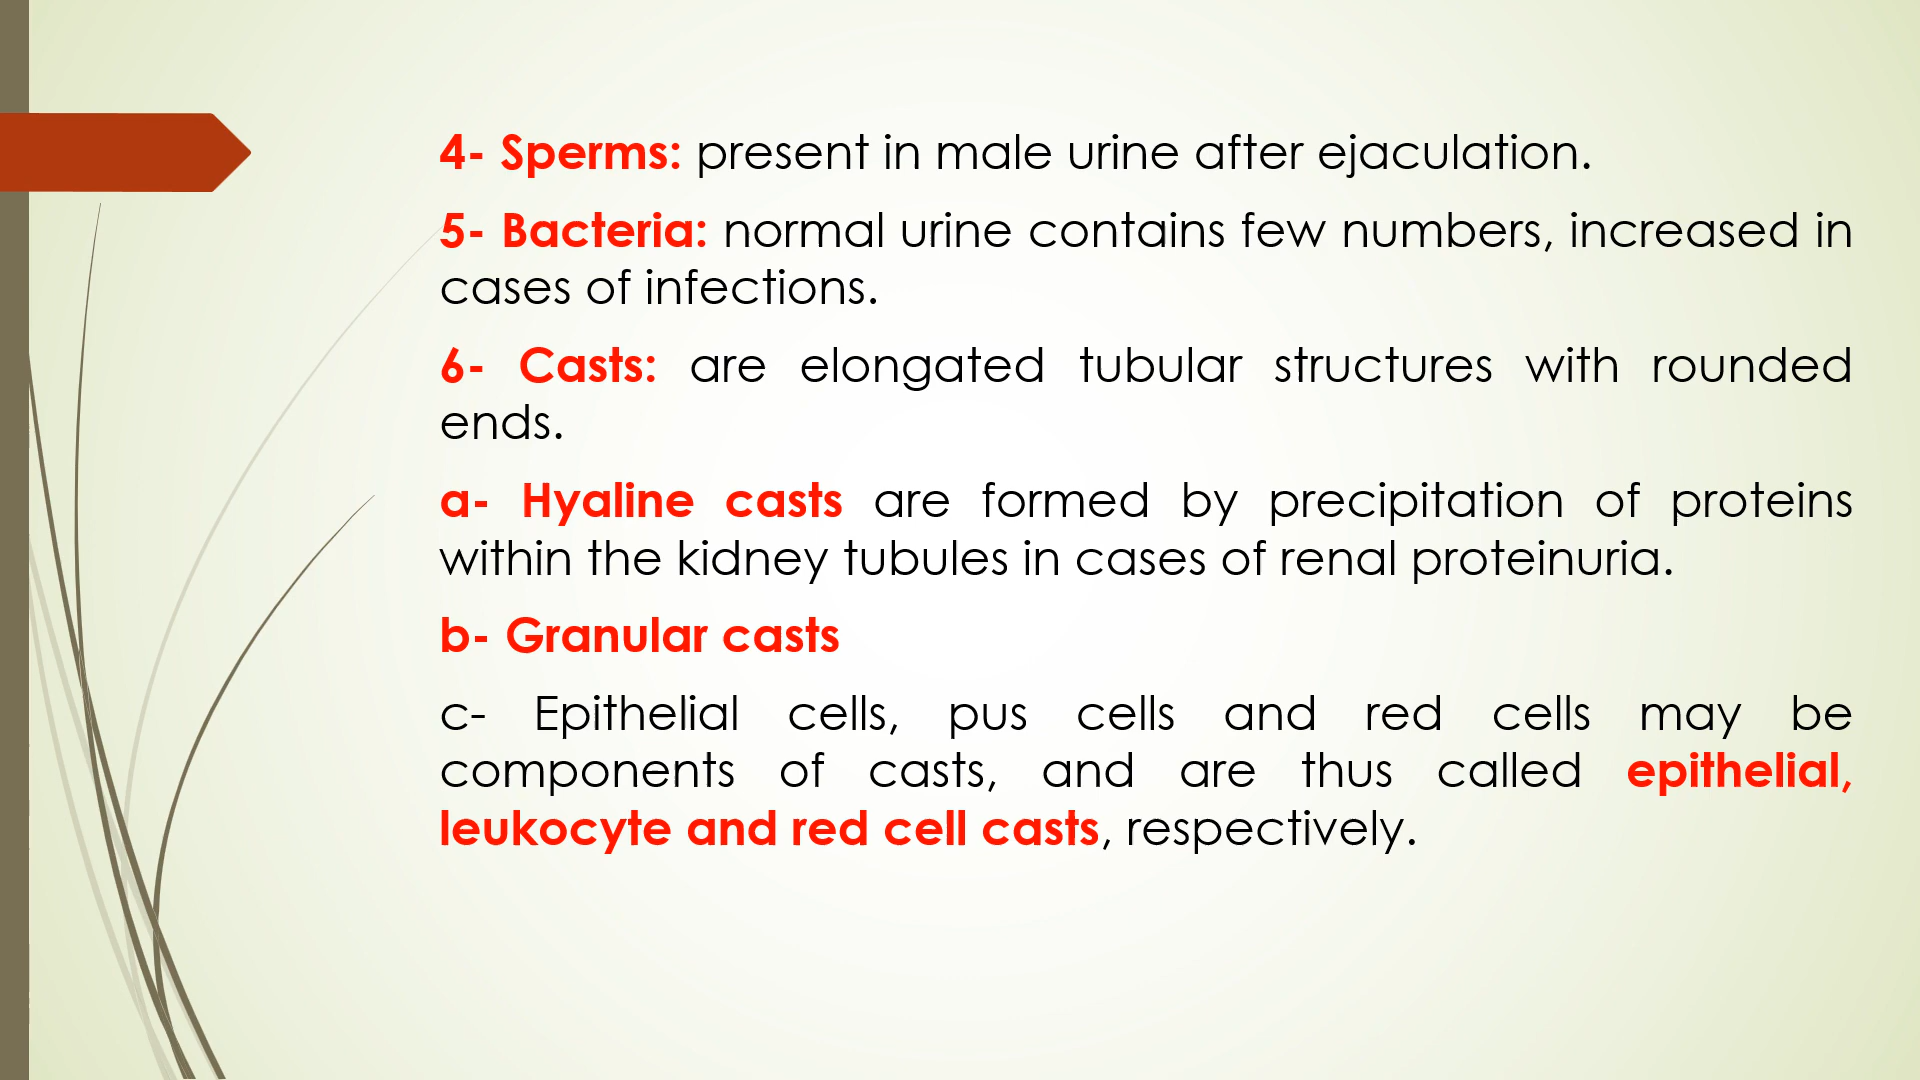 4- Sperms: present in male urine after ejaculation.
5- Bacteria: normal urine contains few numbers, increased in
cases of infections.
6- Casts: are elongated tubular structures with rounded
ends.
a- Hyaline casts are formed by precipitation of proteins
within the kidney tubules in cases of renal proteinuria.
b- Granular casts
c- Epithelial cells, pus cells and red cells may be
components of casts, and are thus called epithelial,
leukocyte and red cell casts, respectively.